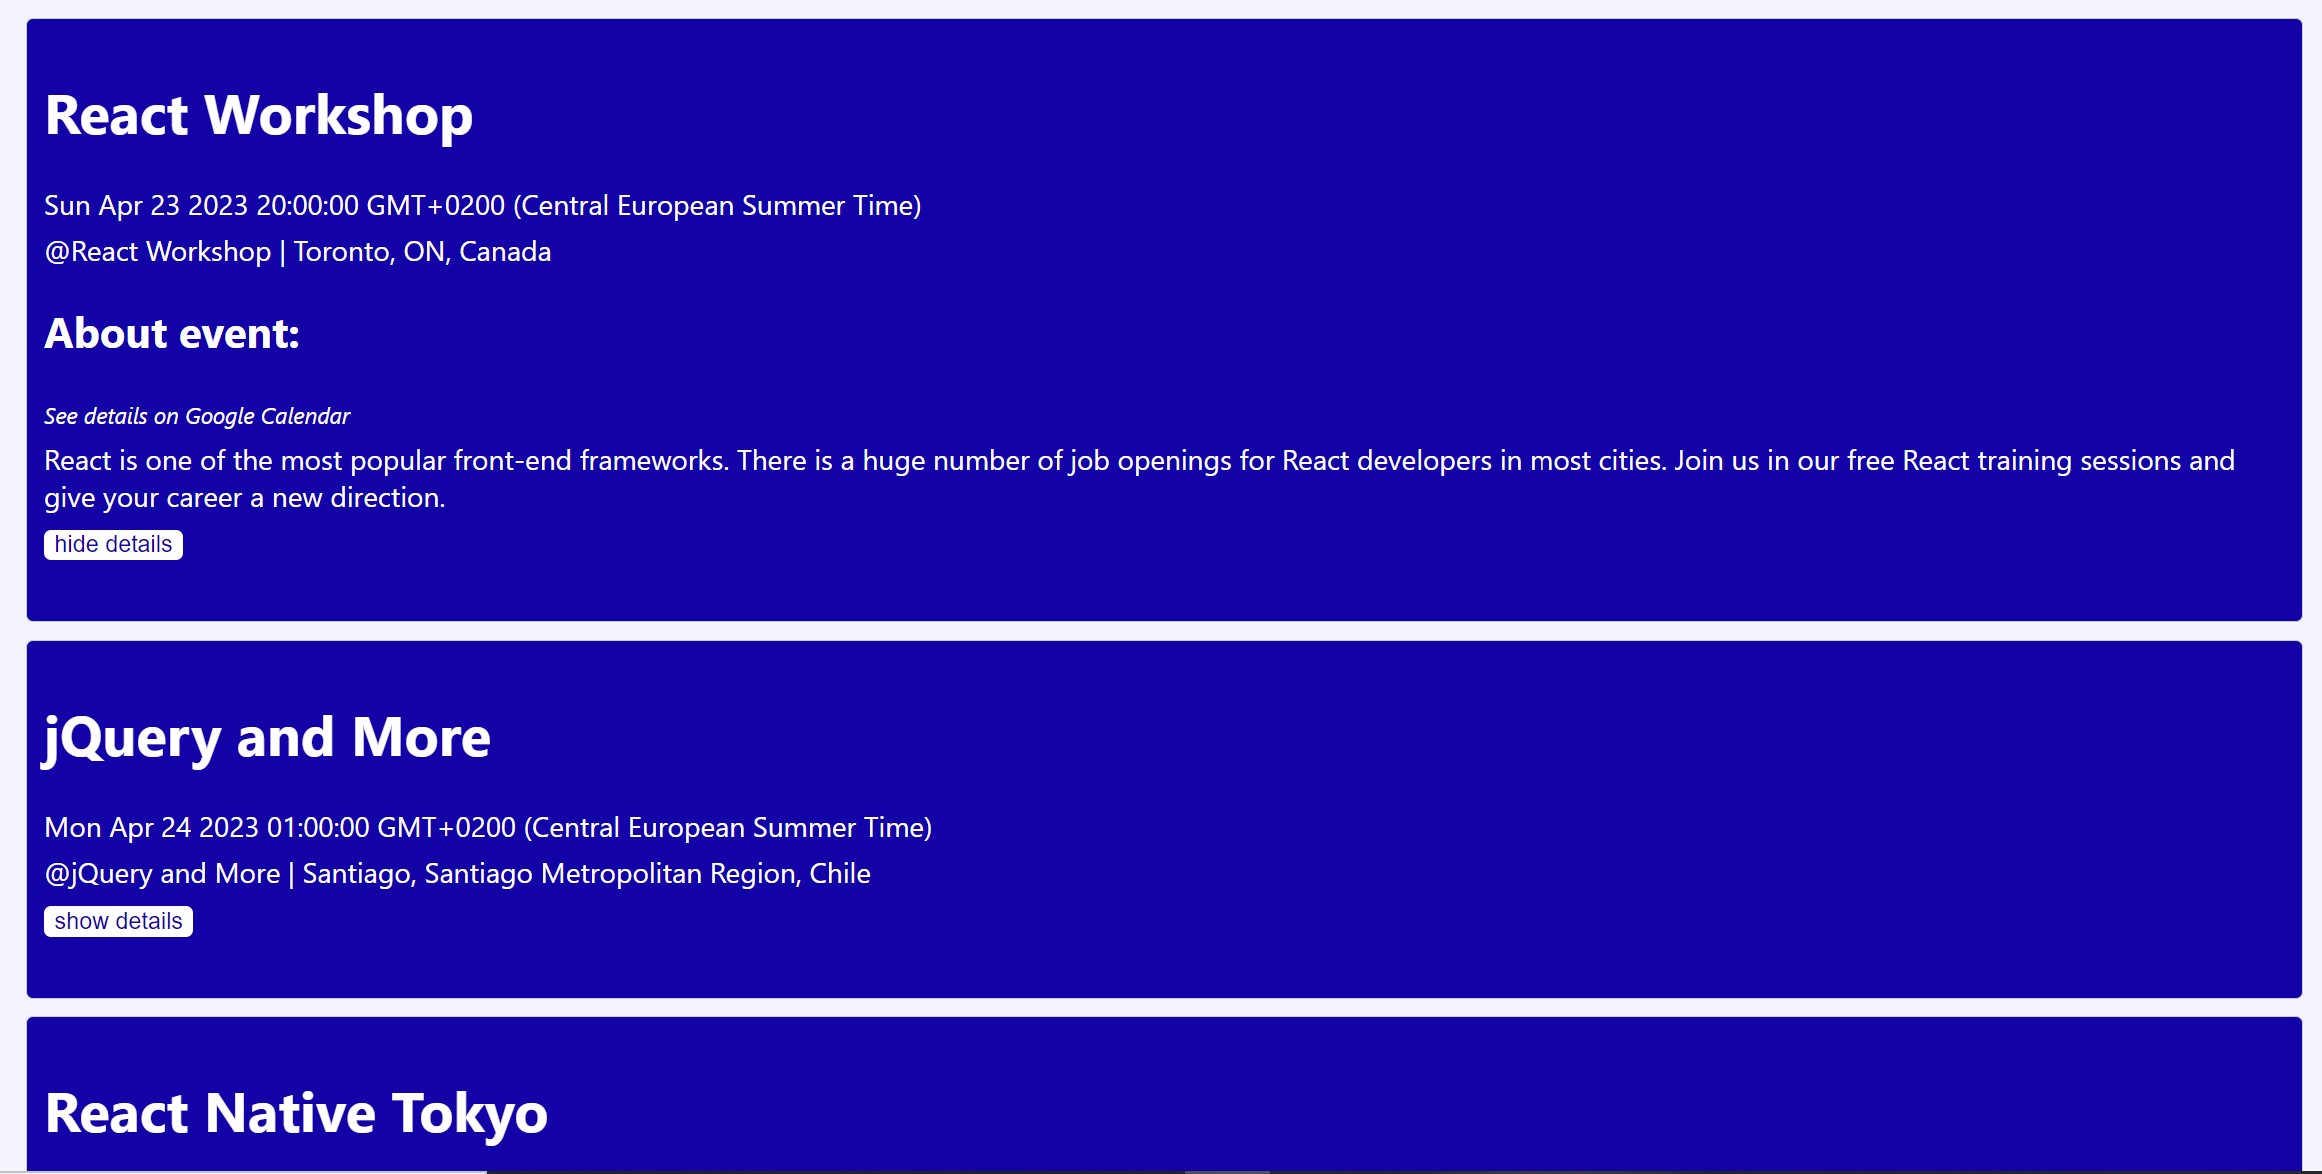 React Workshop
Sun Apr 23 2023 20:00:00 GMT+0200 (Central European Summer Time)
@React Workshop | Toronto, ON, Canada
About event:
See details on Google Calendar
React is one of the most popular front-end frameworks. There is a huge number of job openings for React developers in most cities. Join us in our free React training sessions and
give your career a new direction.
hide details
jQuery and More
Mon Apr 24 2023 01:00:00 GMT+0200 (Central European Summer Time)
@jQuery and More | Santiago, Santiago Metropolitan Region, Chile
show details
React Native Tokyo